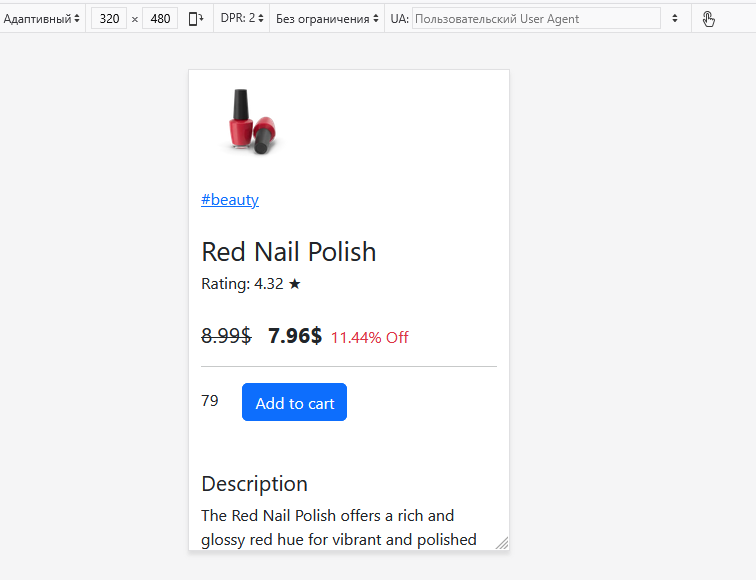 Адаптивный 320 × 480 DPR: 2 Без ограничения UA: Пользовательский User Agent
#beauty
Red Nail Polish
Rating: 4.32 ★
8.99$ 7.96$ 11.44% Off
79 Add to cart
Description
The Red Nail Polish offers a rich and
glossy red hue for vibrant and polished